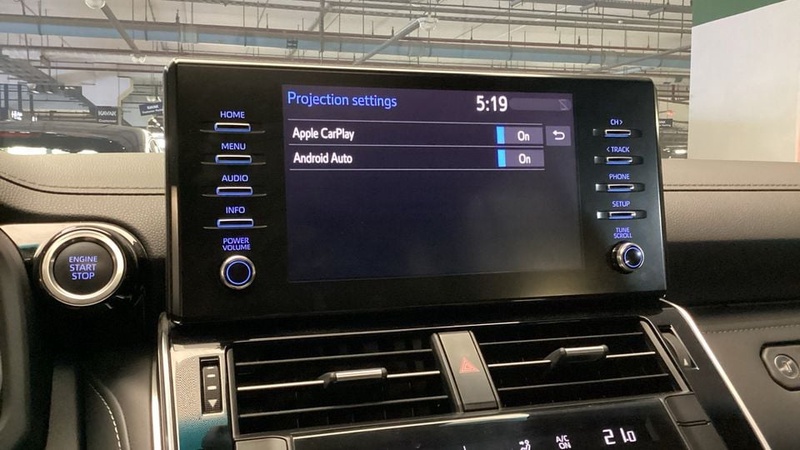 Projection settings
5:19
Apple CarPlay
On
Android Auto
On
HOME
MENU
AUDIO
INFO
POWER
VOLUME
CH>
<TRACK
PHONE
SETUP
TUNE
SCROLL
ENGINE
START
STOP
A/C
ON
21.0